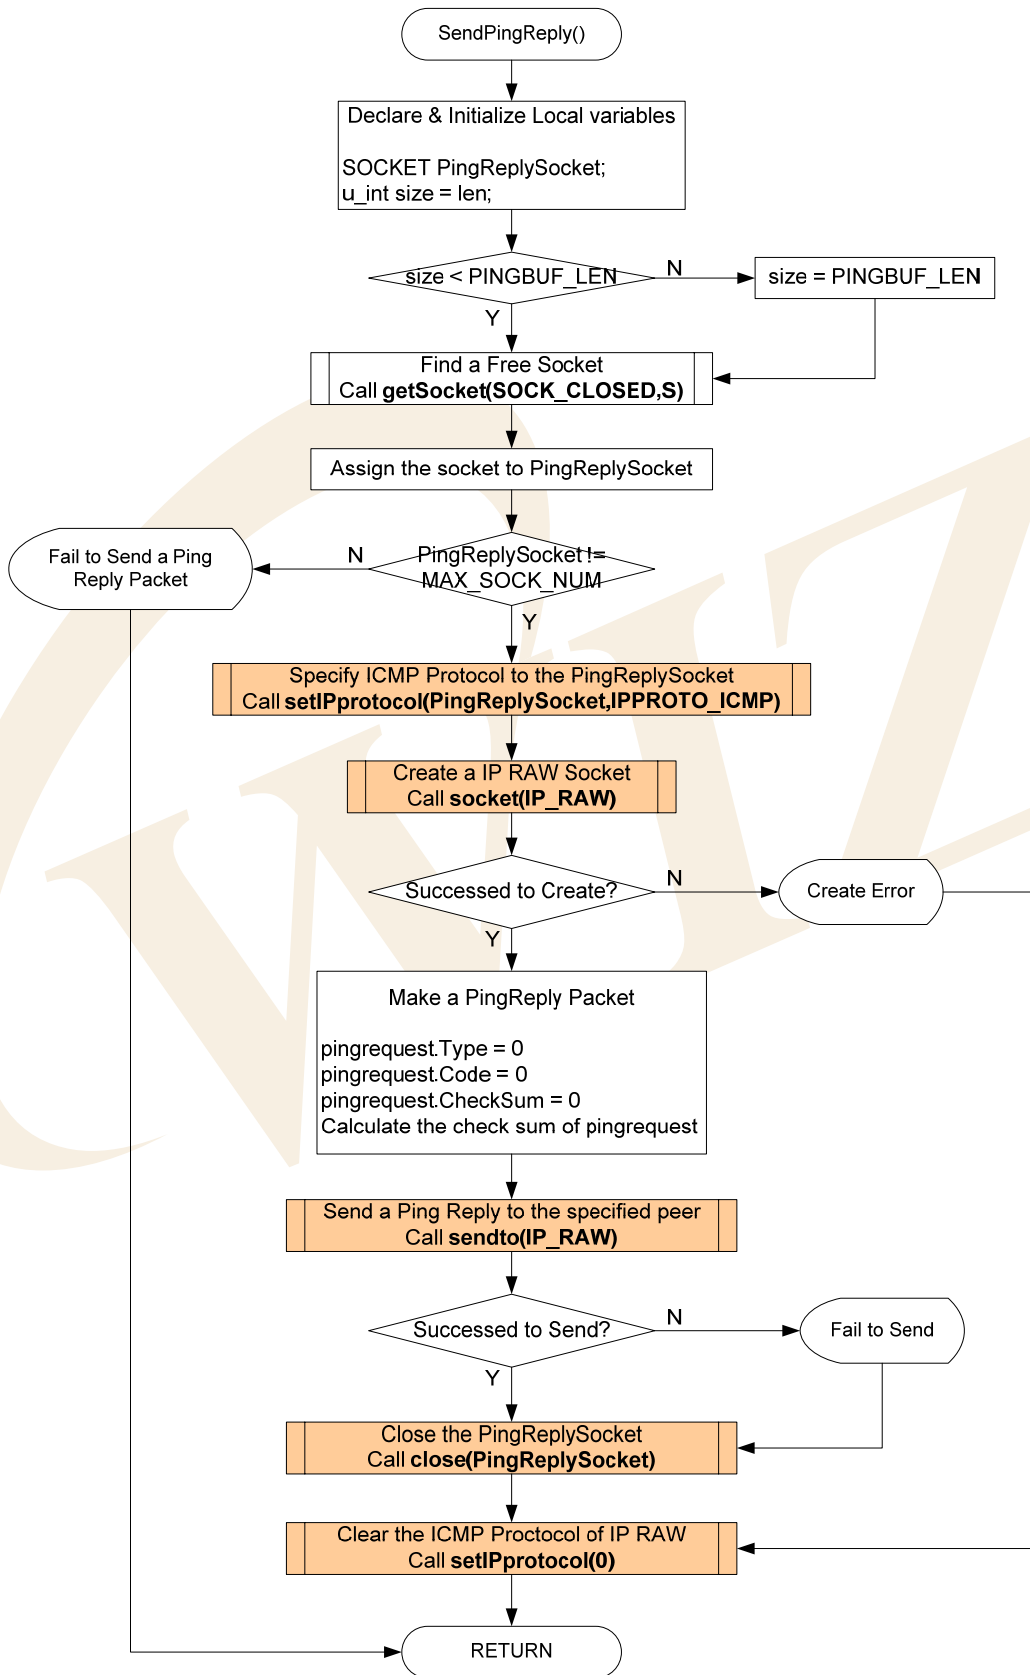 SendPingReply()
Declare & Initialize Local variables
SOCKET PingReplySocket;
u_int size = len;
size < PINGBUF_LEN
N
size = PINGBUF_LEN
Y
Find a Free Socket
Call getSocket(SOCK_CLOSED,S)
Assign the socket to PingReplySocket
PingReplySocket !=
MAX_SOCK_NUM
N
Fail to Send a Ping
Reply Packet
Y
Specify ICMP Protocol to the PingReplySocket
Call setIPprotocol(PingReplySocket,IPPROTO_ICMP)
Create a IP RAW Socket
Call socket(IP_RAW)
Successed to Create?
N
Create Error
Y
Make a PingReply Packet
pingrequest.Type = 0
pingrequest.Code = 0
pingrequest.CheckSum = 0
Calculate the check sum of pingrequest
Send a Ping Reply to the specified peer
Call sendto(IP_RAW)
Successed to Send?
N
Fail to Send
Y
Close the PingReplySocket
Call close(PingReplySocket)
Clear the ICMP Proctocol of IP RAW
Call setIPprotocol(0)
RETURN
WIZ